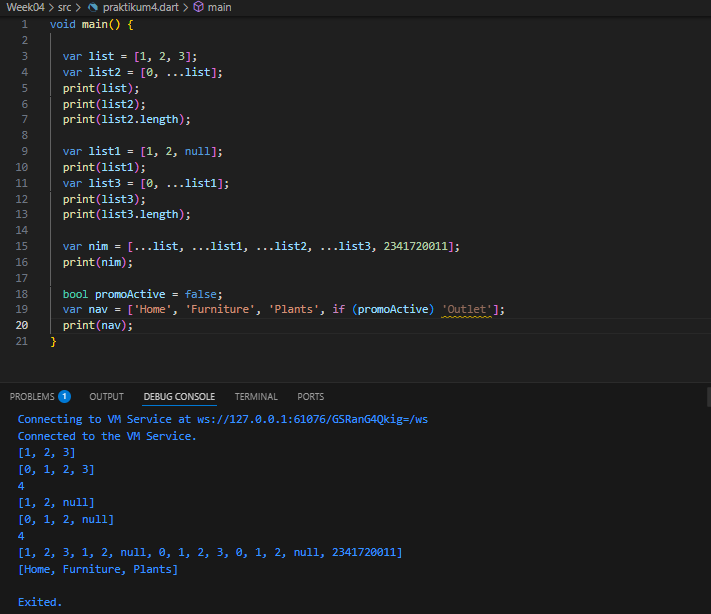 Week04 > src > praktikum4.dart > main
1 void main() {
2
3 var list = [1, 2, 3];
4 var list2 = [0, ...list];
5 print(list);
6 print(list2);
7 print(list2.length);
8
9 var list1 = [1, 2, null];
10 print(list1);
11 var list3 = [0, ...list1];
12 print(list3);
13 print(list3.length);
14
15 var nim = [...list, ...list1, ...list2, ...list3, 2341720011];
16 print(nim);
17
18 bool promoActive = false;
19 var nav = ['Home', 'Furniture', 'Plants', if (promoActive) 'Outlet'];
20 print(nav);
21 }
PROBLEMS 1 OUTPUT DEBUG CONSOLE TERMINAL PORTS
Connecting to VM Service at ws://127.0.0.1:61076/GSRanG4Qkig=/ws
Connected to the VM Service.
[1, 2, 3]
[0, 1, 2, 3]
4
[1, 2, null]
[0, 1, 2, null]
4
[1, 2, 3, 1, 2, null, 0, 1, 2, 3, 0, 1, 2, null, 2341720011]
[Home, Furniture, Plants]
Exited.